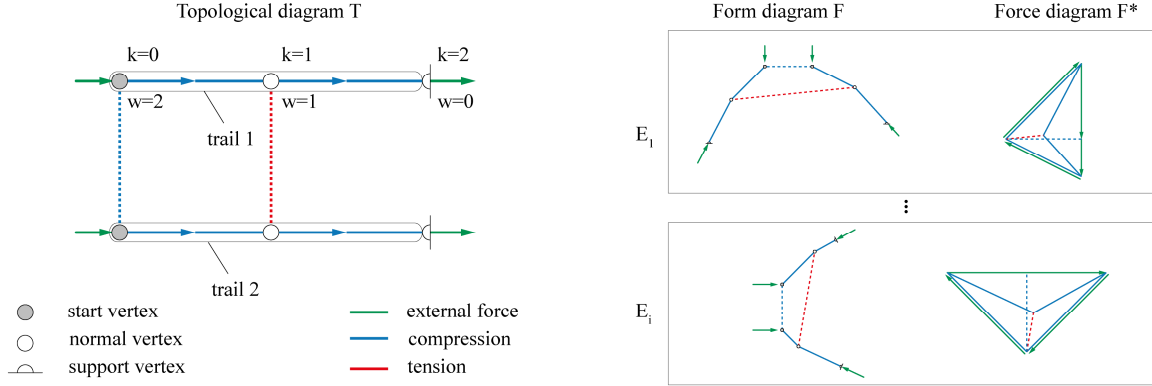 Topological diagram T
k=0 k=1 k=2
w=2 w=1 w=0
trail 1
trail 2
start vertex
normal vertex
support vertex
external force
compression
tension
Form diagram F
Force diagram F*
E1
Ei